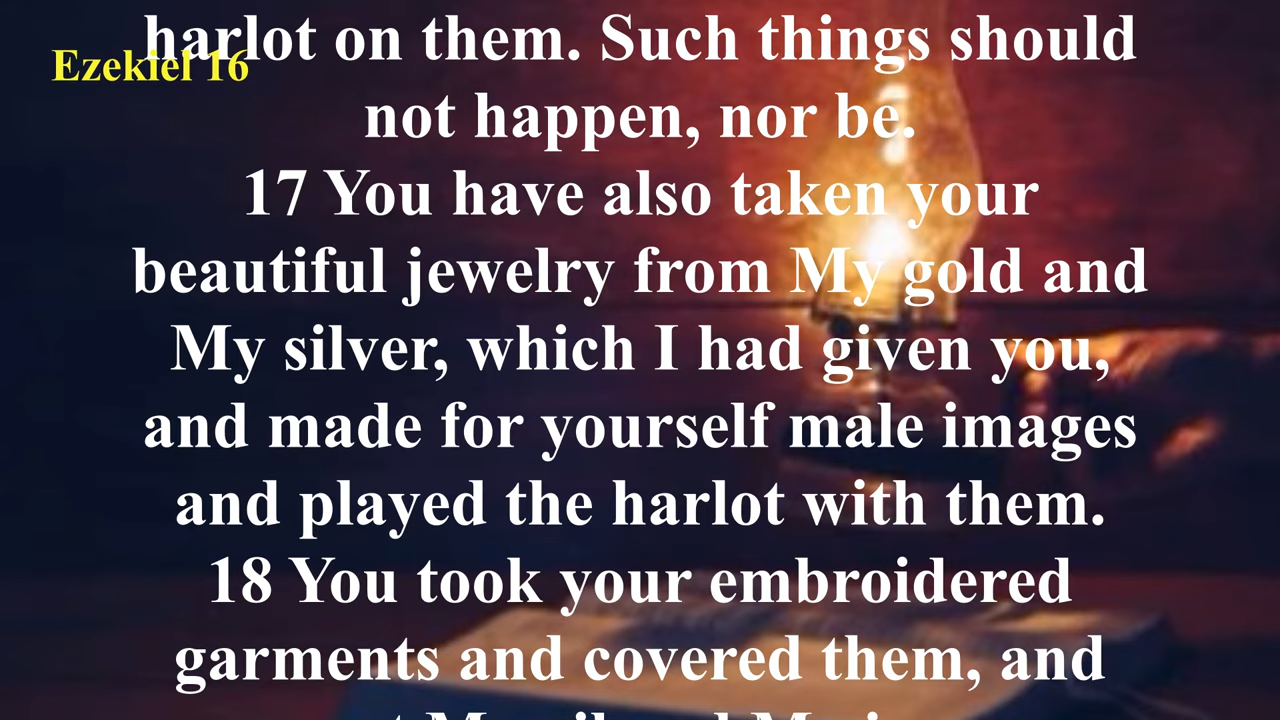 harlot on them. Such things should
Ezekiel 16
not happen, nor be.
17 You have also taken your
beautiful jewelry from My gold and
My silver, which I had given you,
and made for yourself male images
and played the harlot with them.
18 You took your embroidered
garments and covered them, and